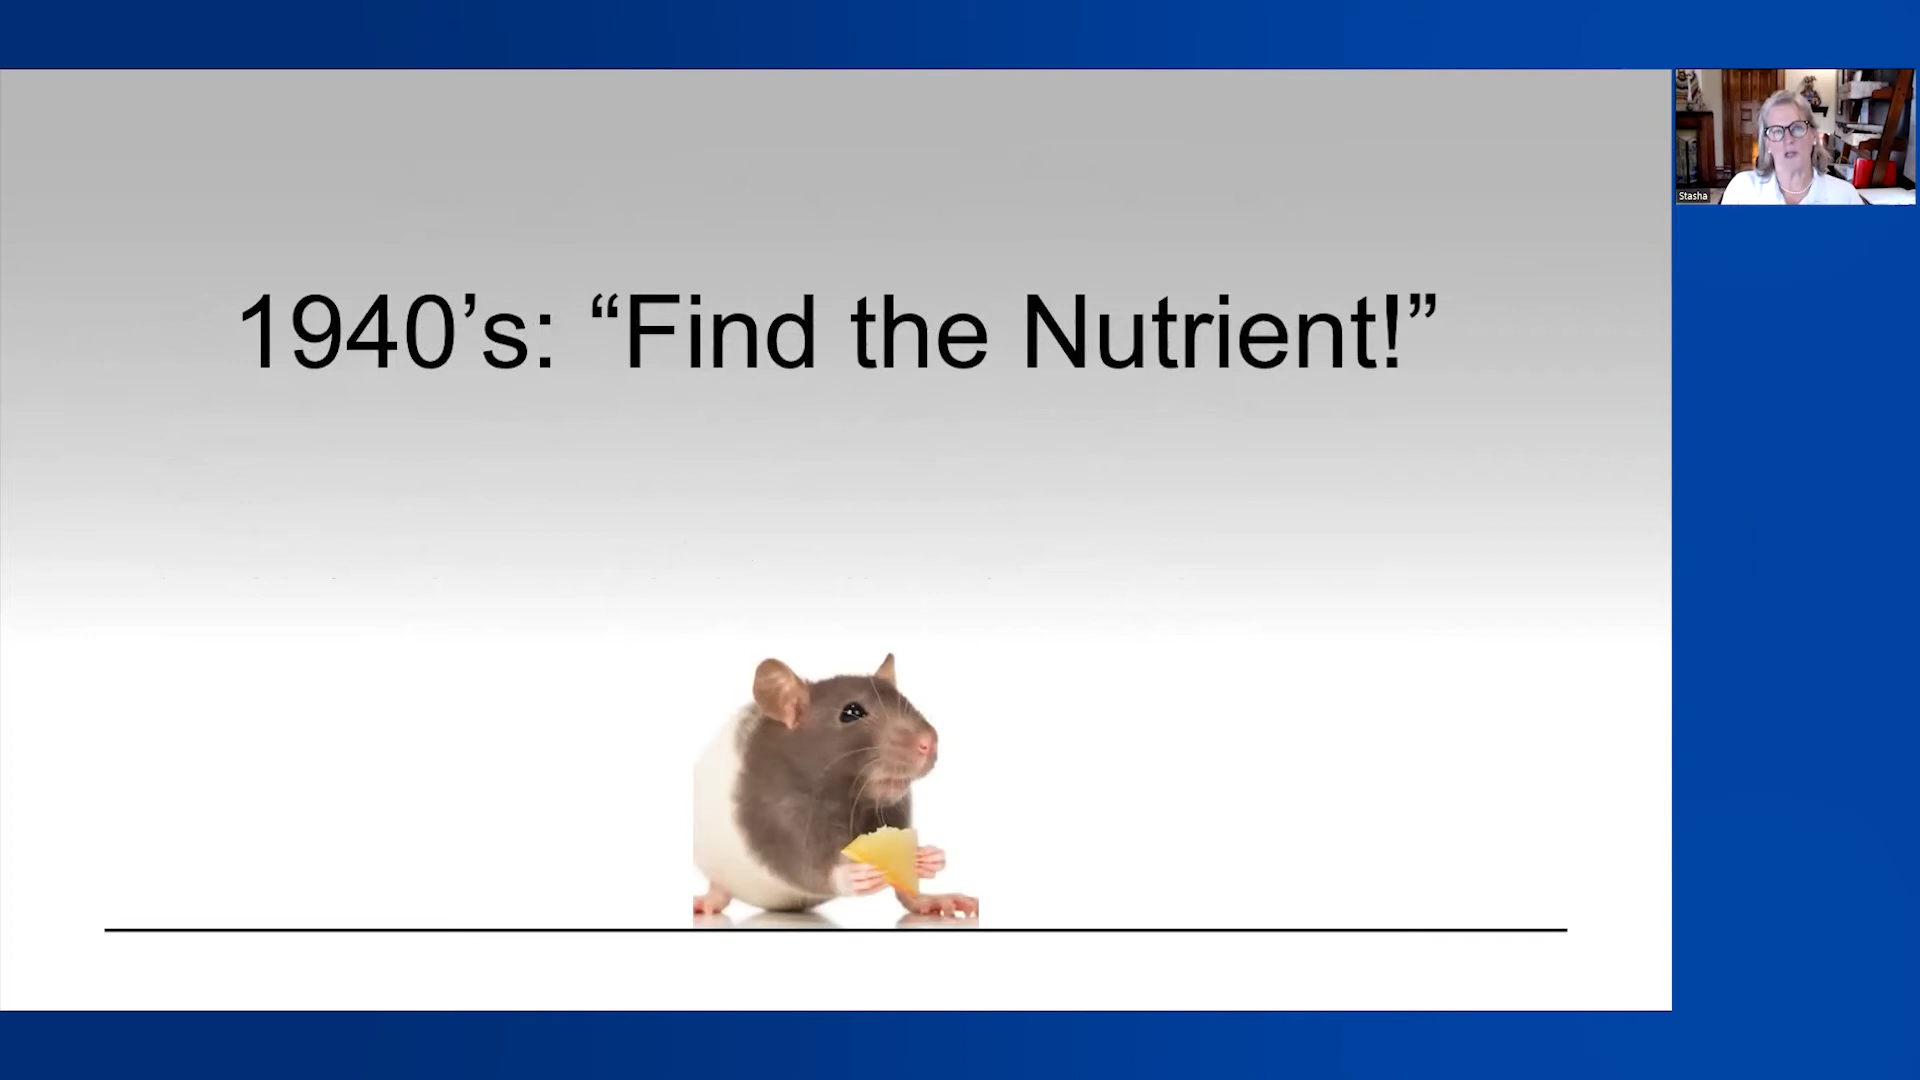 1940’s: “Find the Nutrient!”
Stasha